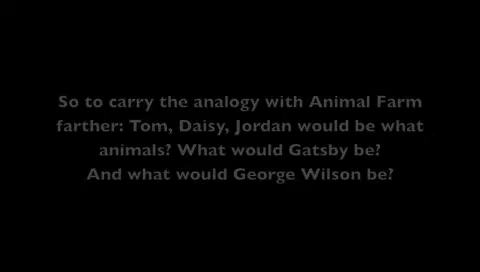 So to carry the analogy with Animal Farm
farther: Tom, Daisy, Jordan would be what
animals? What would Gatsby be?
And what would George Wilson be?